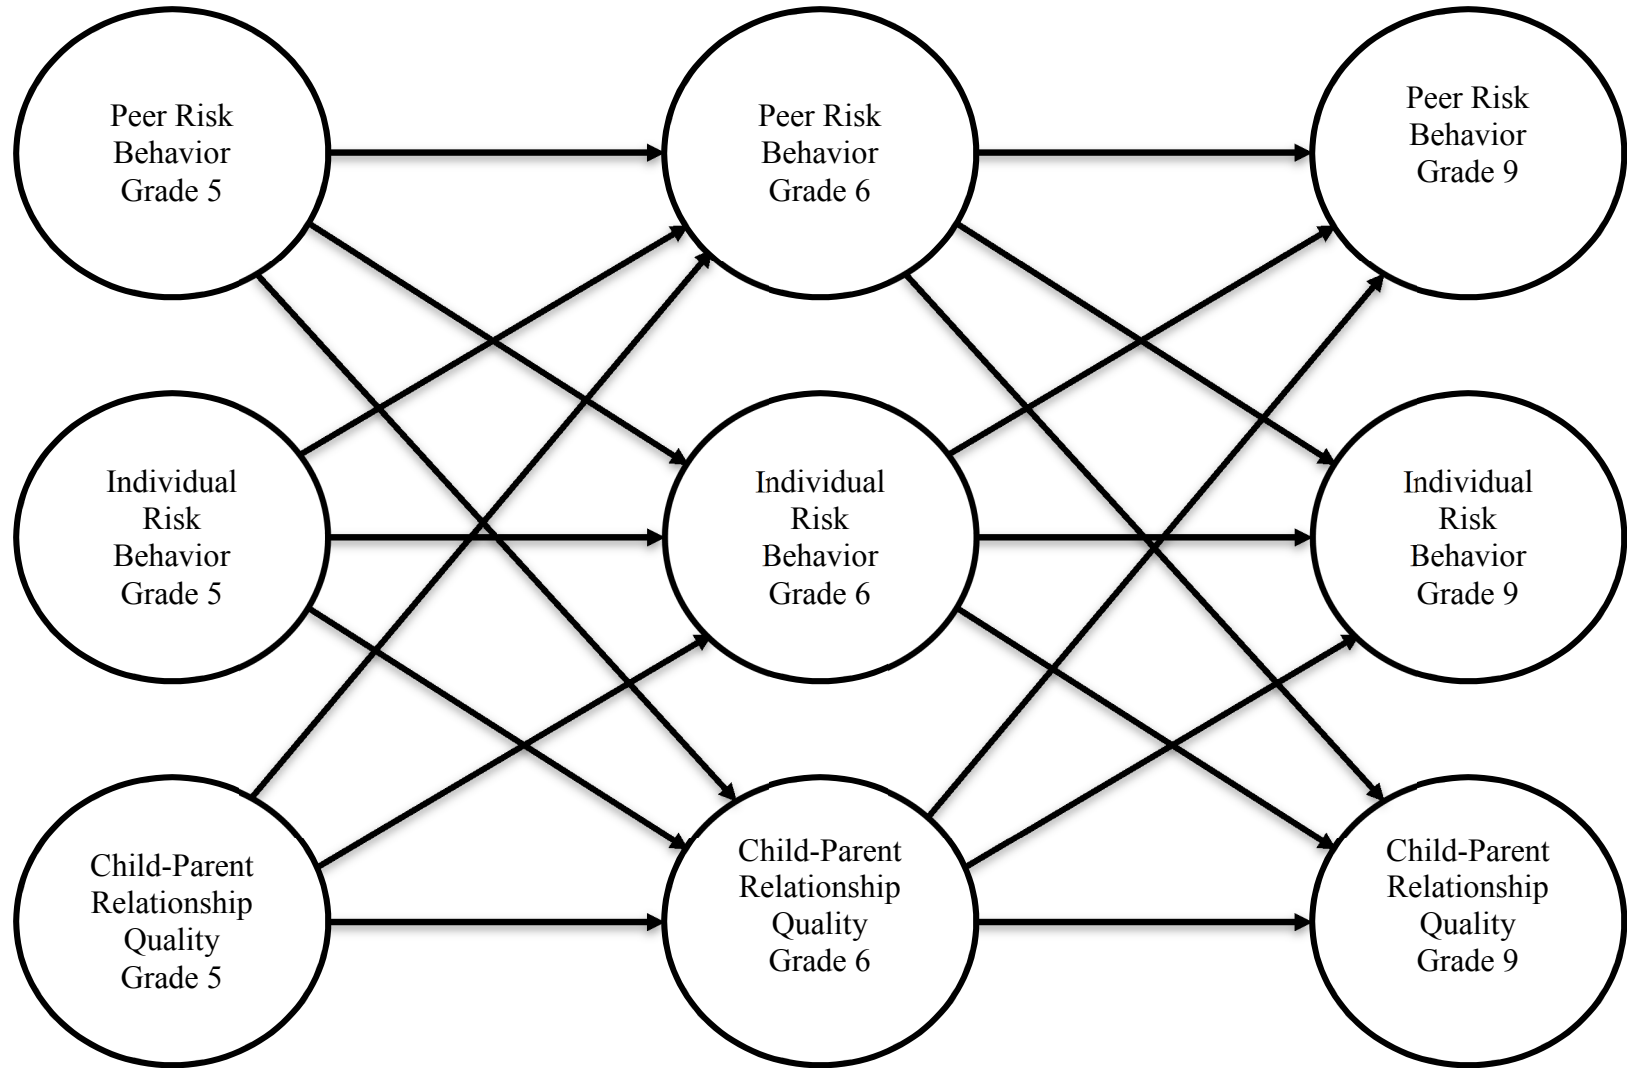 Peer Risk
Behavior
Grade 5
Peer Risk
Behavior
Grade 6
Peer Risk
Behavior
Grade 9
Individual
Risk
Behavior
Grade 5
Individual
Risk
Behavior
Grade 6
Individual
Risk
Behavior
Grade 9
Child-Parent
Relationship
Quality
Grade 5
Child-Parent
Relationship
Quality
Grade 6
Child-Parent
Relationship
Quality
Grade 9